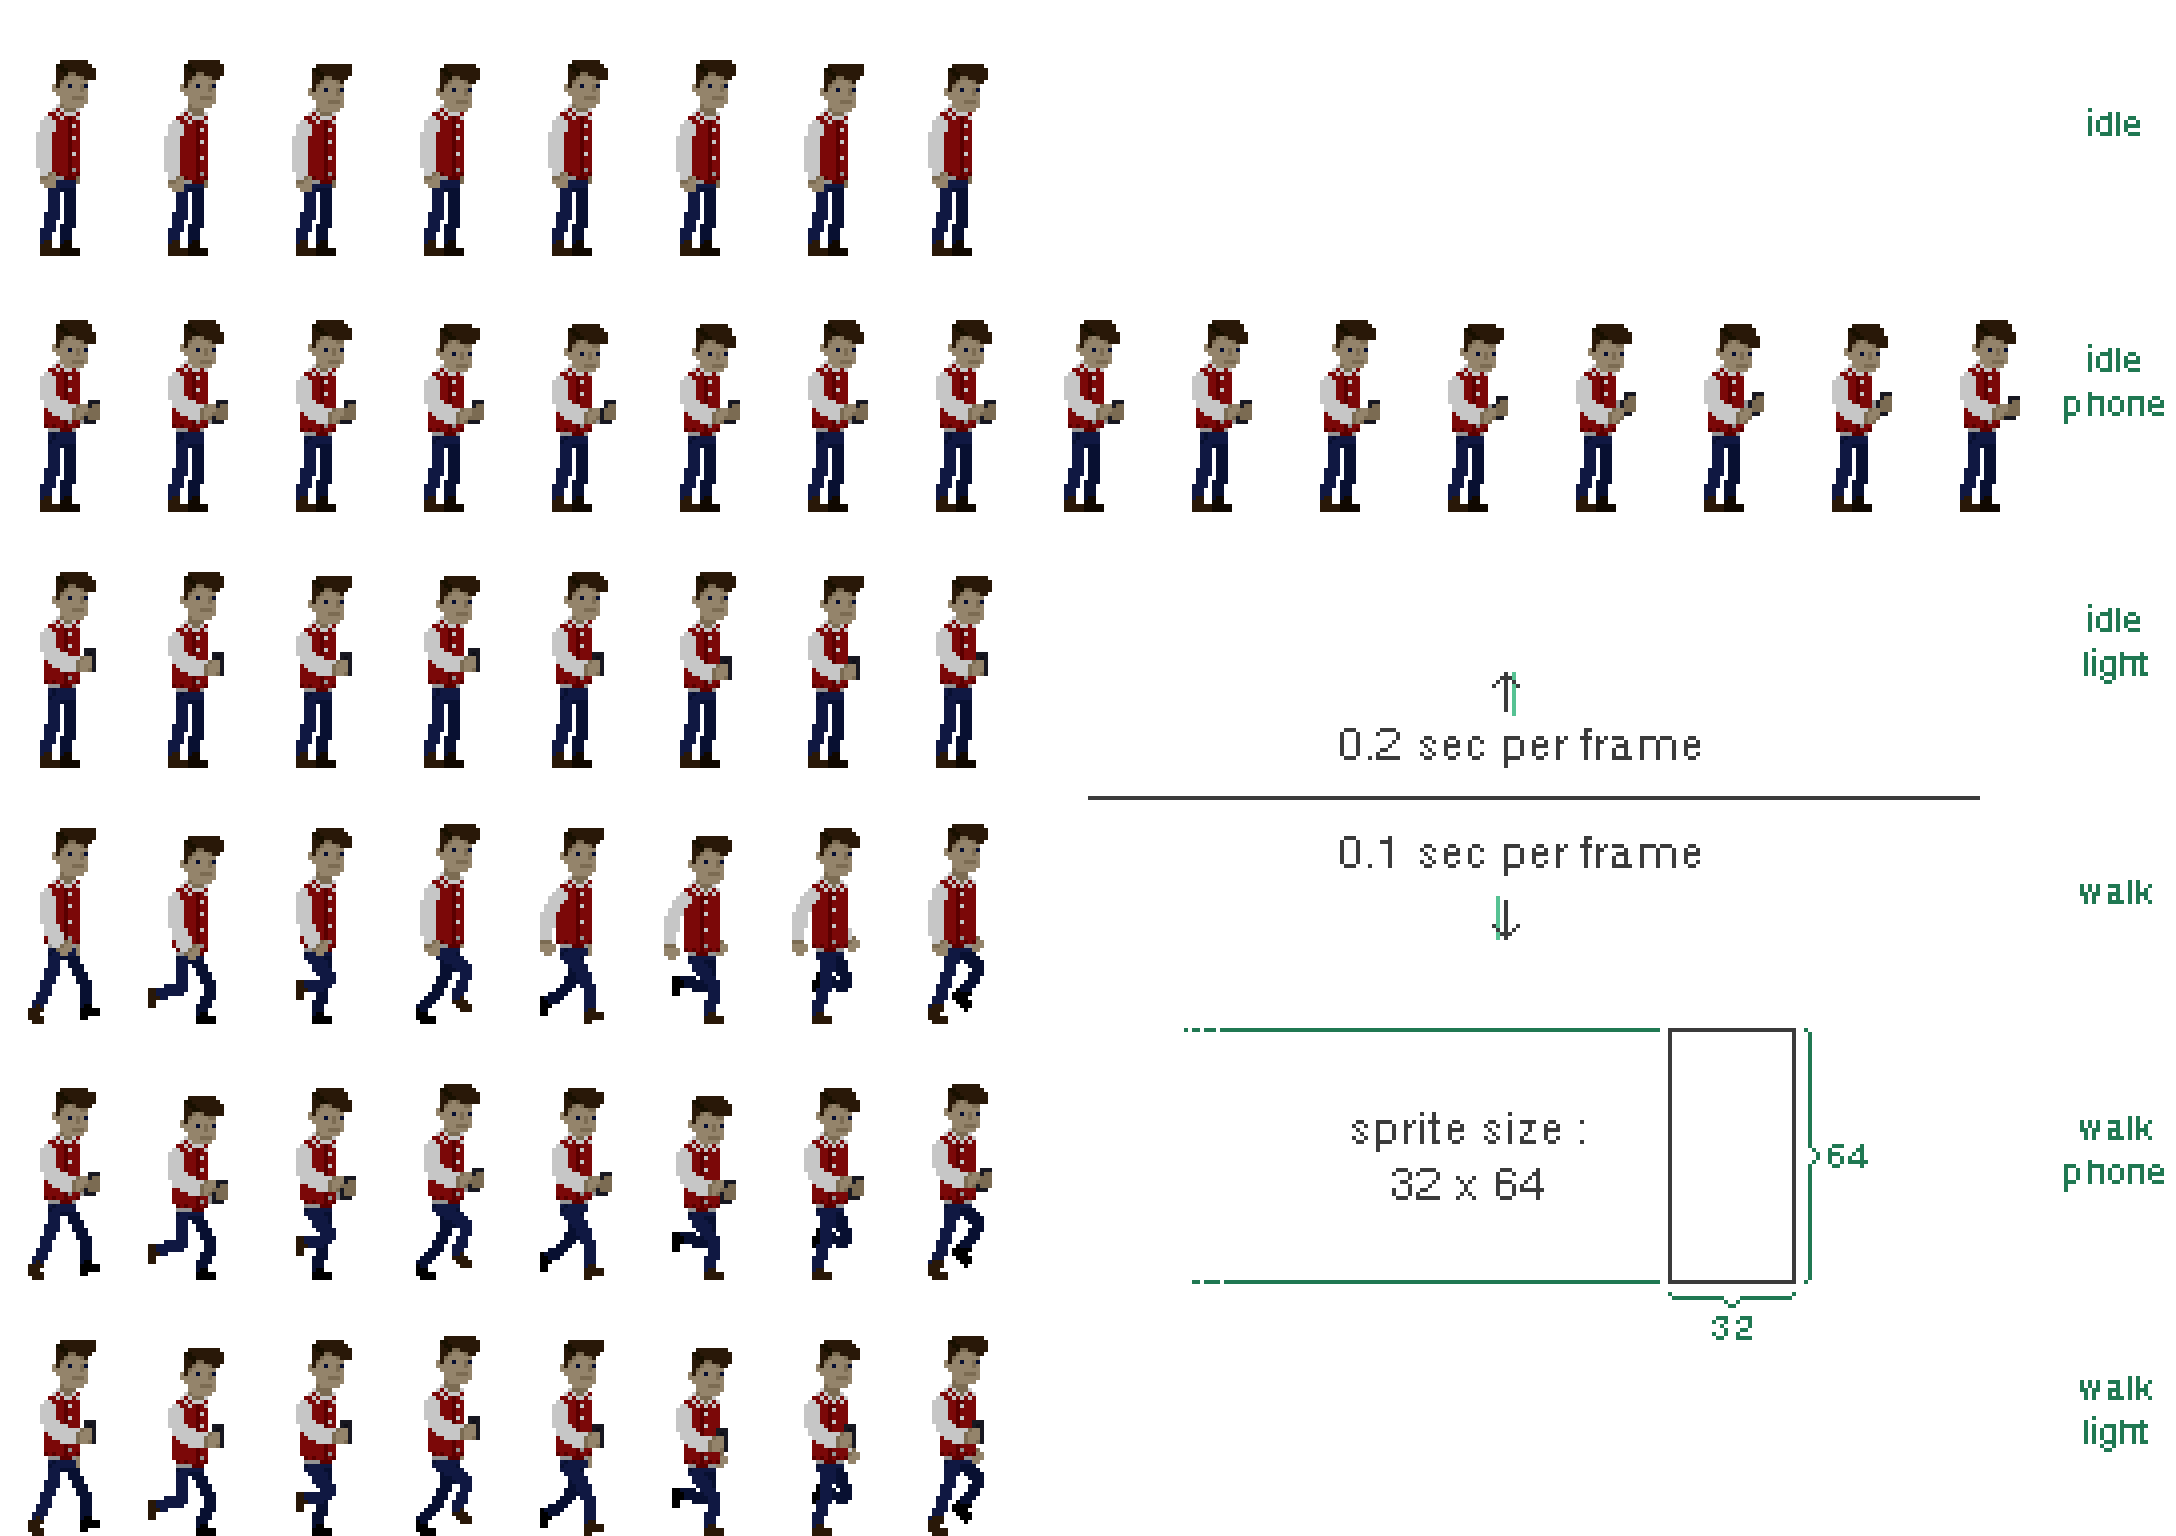 idle
idle
phone
idle
light
0.2 sec per frame
0.1 sec per frame
walk
sprite size :
32 x 64
64
32
walk
phone
walk
light